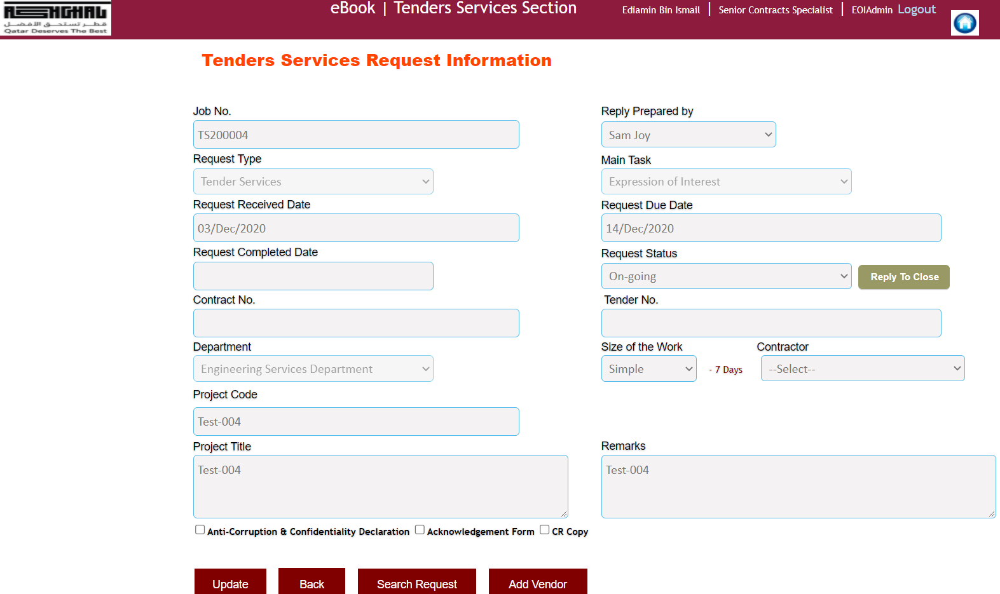 ASHGHAL
قطر تستحق الأفضل
Qatar Deserves The Best
eBook | Tenders Services Section
Ediamin Bin Ismail | Senior Contracts Specialist | EOIAdmin Logout
Tenders Services Request Information
Job No.
TS200004
Reply Prepared by
Sam Joy
Request Type
Tender Services
Main Task
Expression of Interest
Request Received Date
03/Dec/2020
Request Due Date
14/Dec/2020
Request Completed Date
Request Status
On-going
Reply To Close
Contract No.
Tender No.
Department
Engineering Services Department
Size of the Work
Simple
- 7 Days
Contractor
--Select--
Project Code
Test-004
Project Title
Test-004
Remarks
Test-004
Anti-Corruption & Confidentiality Declaration
Acknowledgement Form
CR Copy
Update
Back
Search Request
Add Vendor